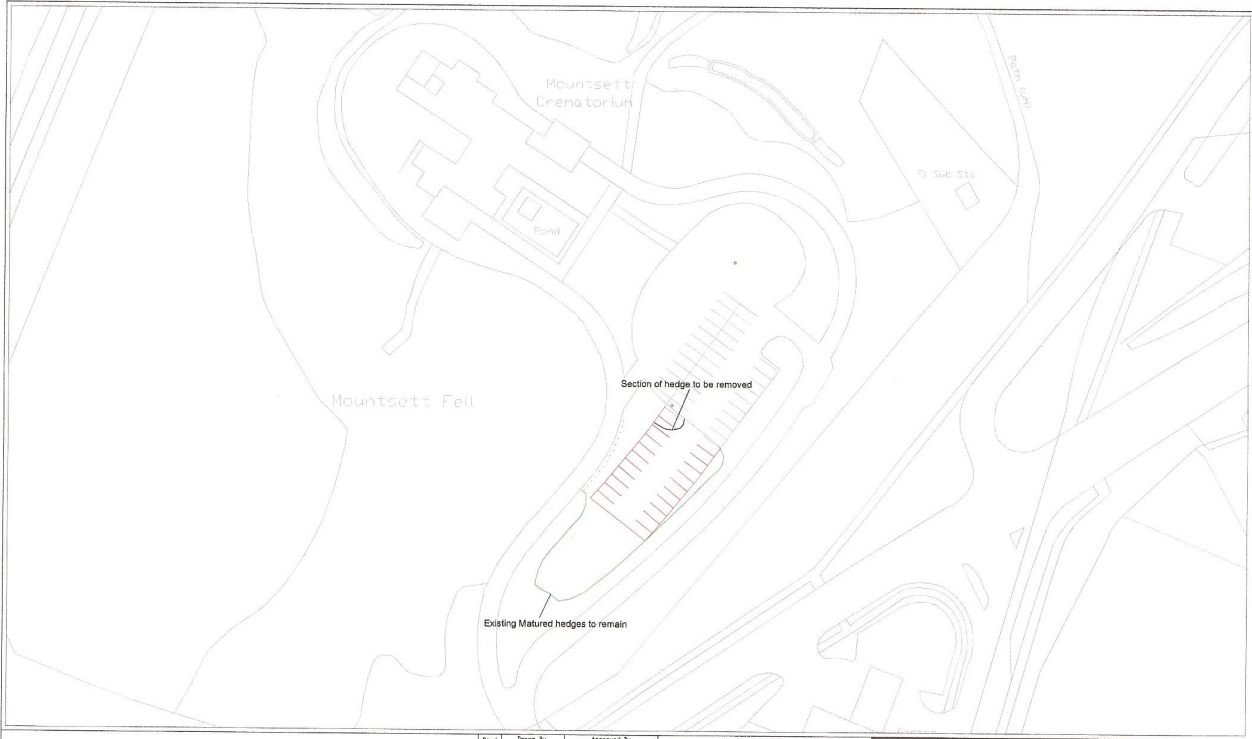 Mountsett
Crematorium
Path (um)
El Sub Sta
Pond
Section of hedge to be removed
Mountsett Fell
Existing Matured hedges to remain
Drawn By
Approved By